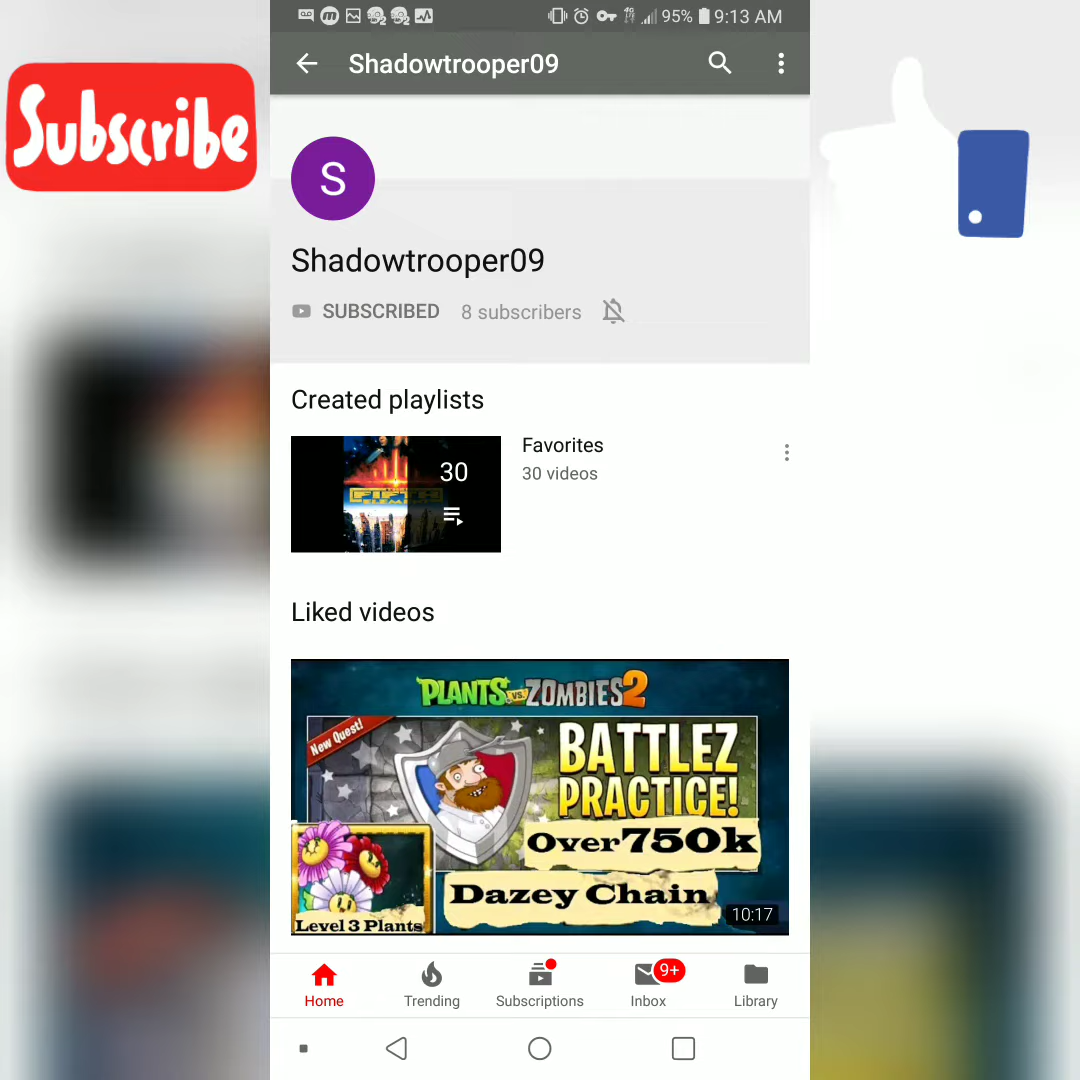 95% 9:13 AM
Shadowtrooper09
Subscribe
S
Shadowtrooper09
SUBSCRIBED 8 subscribers
Created playlists
30
Favorites
30 videos
Liked videos
PLANTS VS. ZOMBIES 2
New Quest!
BATTLEZ
PRACTICE!
Over 750k
Dazey Chain
Level 3 Plants
10:17
9+
Home Trending Subscriptions Inbox Library